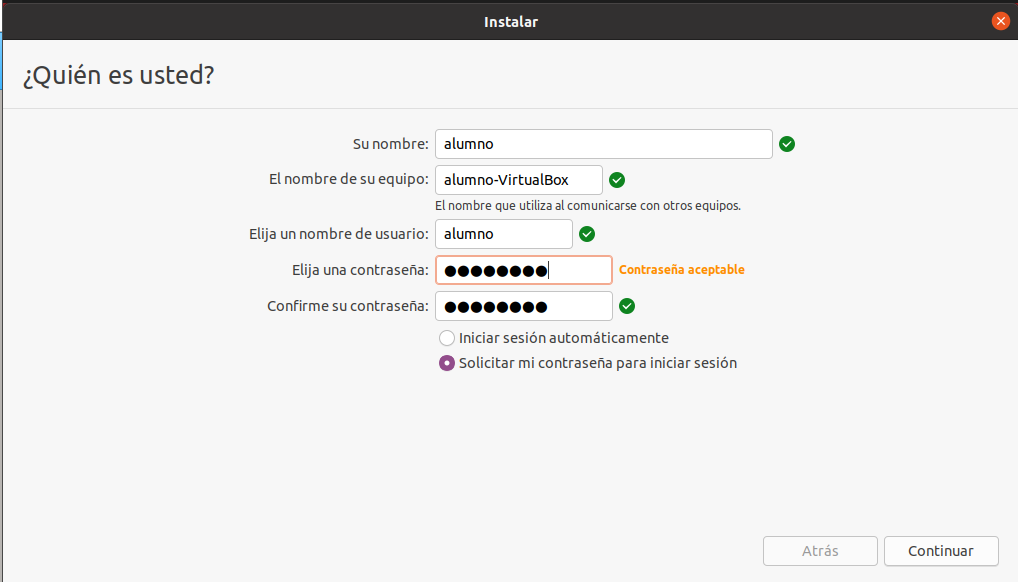 Instalar
¿Quién es usted?
Su nombre: alumno
El nombre de su equipo: alumno-VirtualBox
El nombre que utiliza al comunicarse con otros equipos.
Elija un nombre de usuario: alumno
Elija una contraseña: ●●●●●●●● Contraseña aceptable
Confirme su contraseña: ●●●●●●●●
Iniciar sesión automáticamente
Solicitar mi contraseña para iniciar sesión
Atrás Continuar